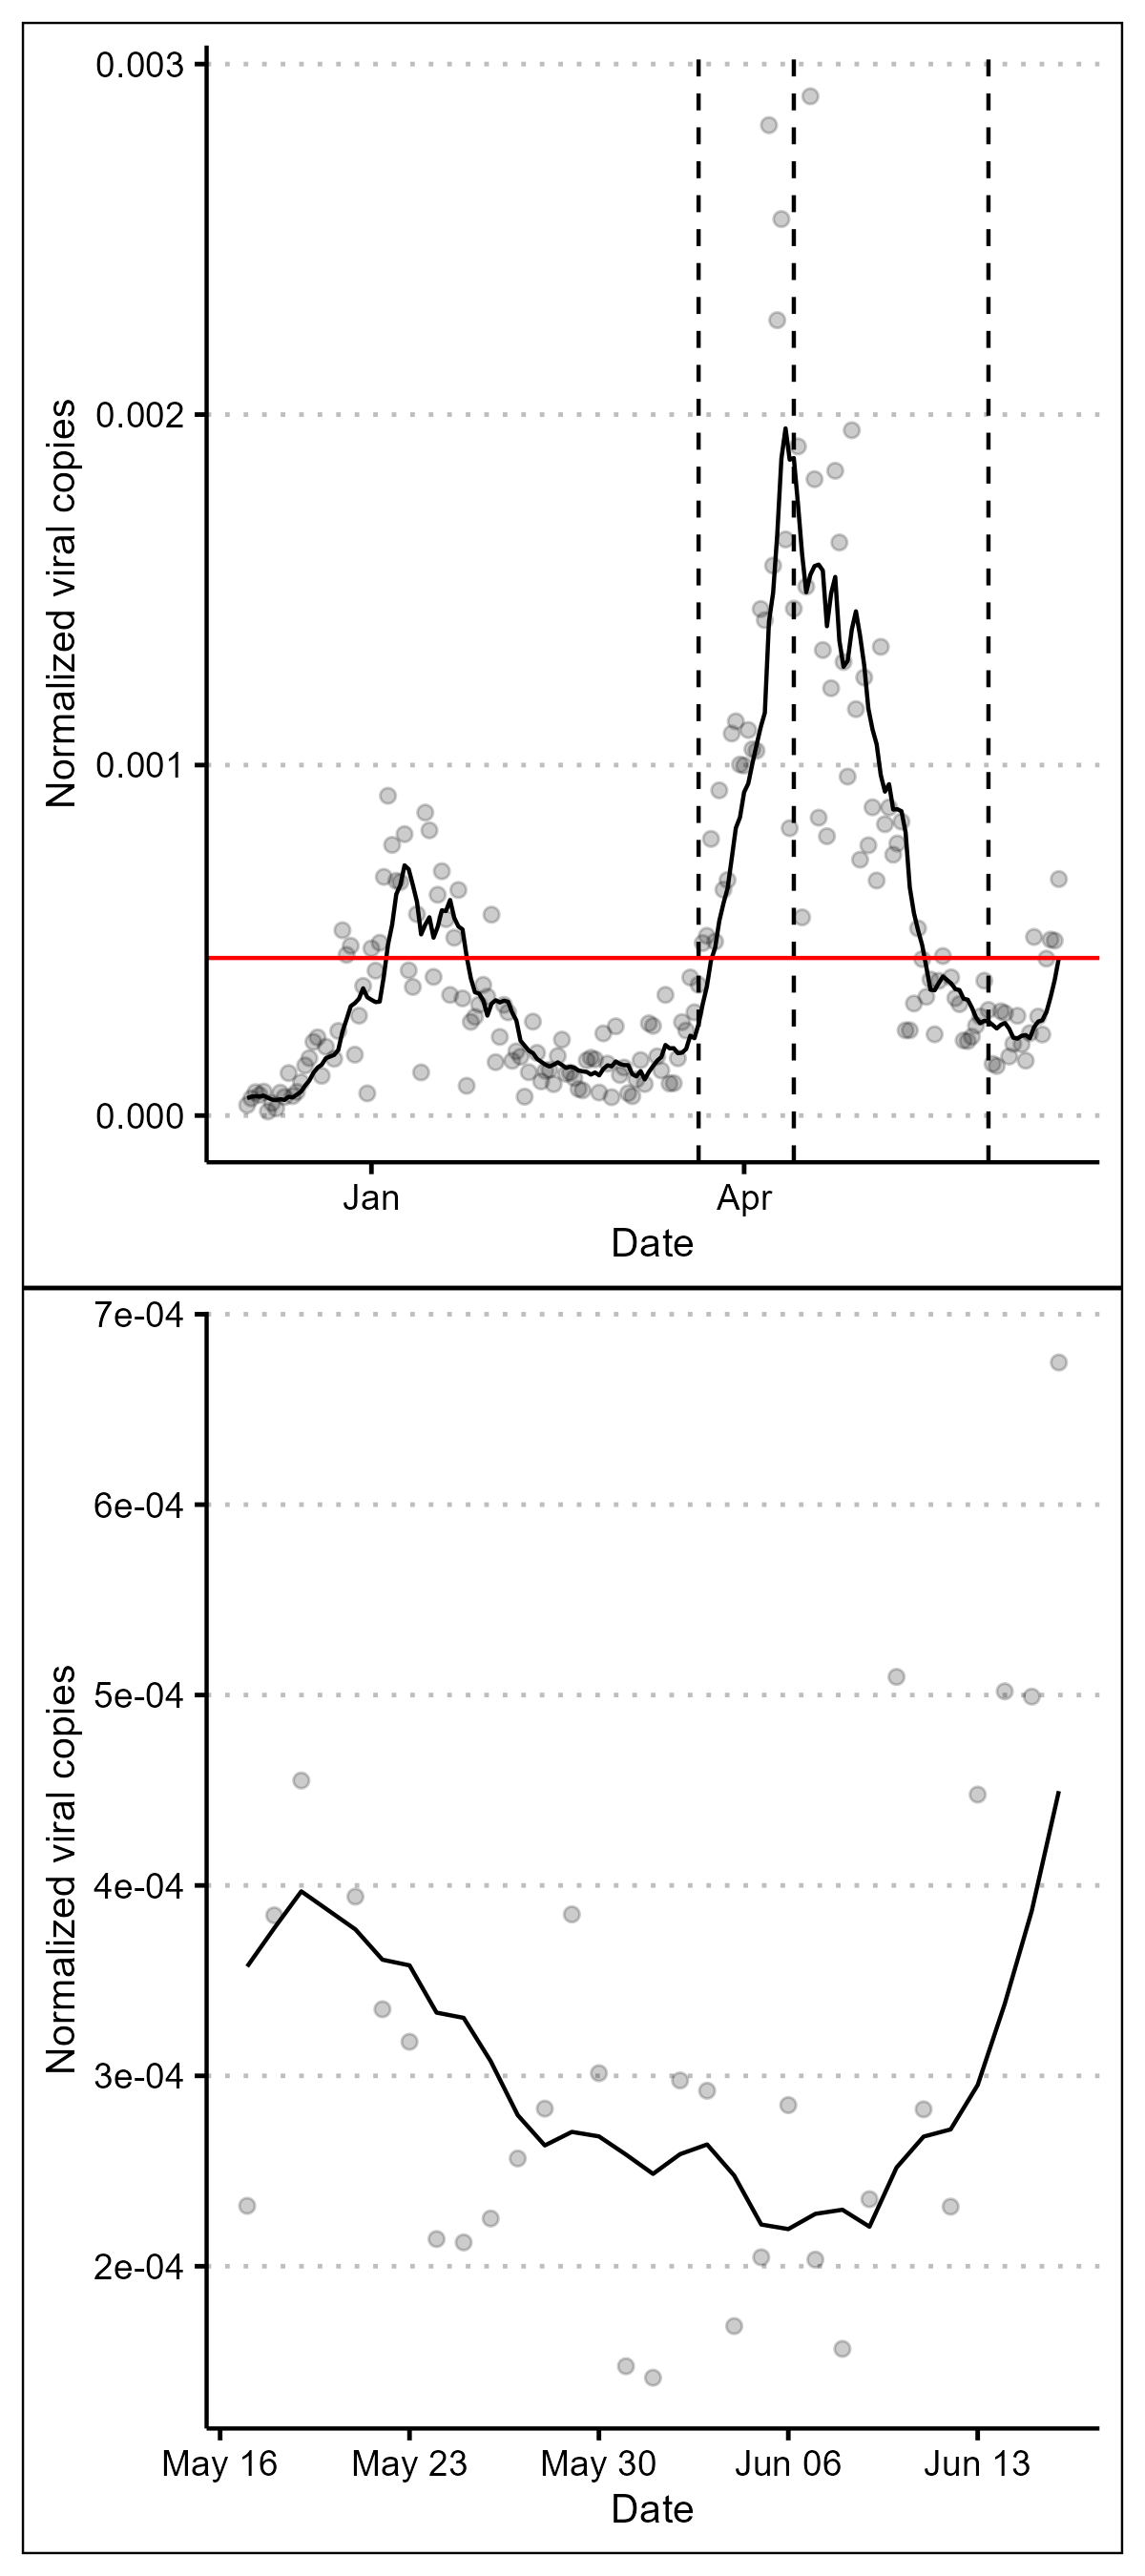 0.003
0.002
0.001
0.000
Normalized viral copies
Jan
Apr
Date
7e-04
6e-04
5e-04
4e-04
3e-04
2e-04
Normalized viral copies
May 16
May 23
May 30
Jun 06
Jun 13
Date